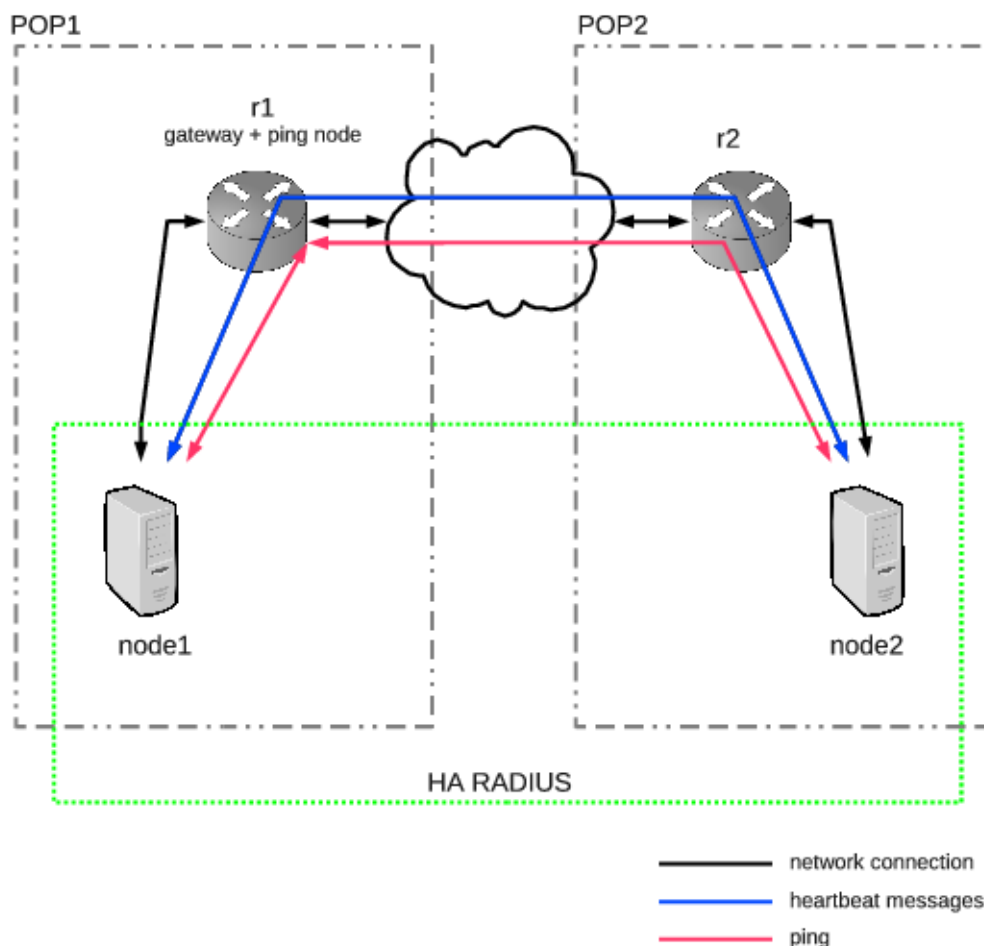 POP1
POP2
r1
gateway + ping node
r2
node1
node2
HA RADIUS
network connection
heartbeat messages
ping